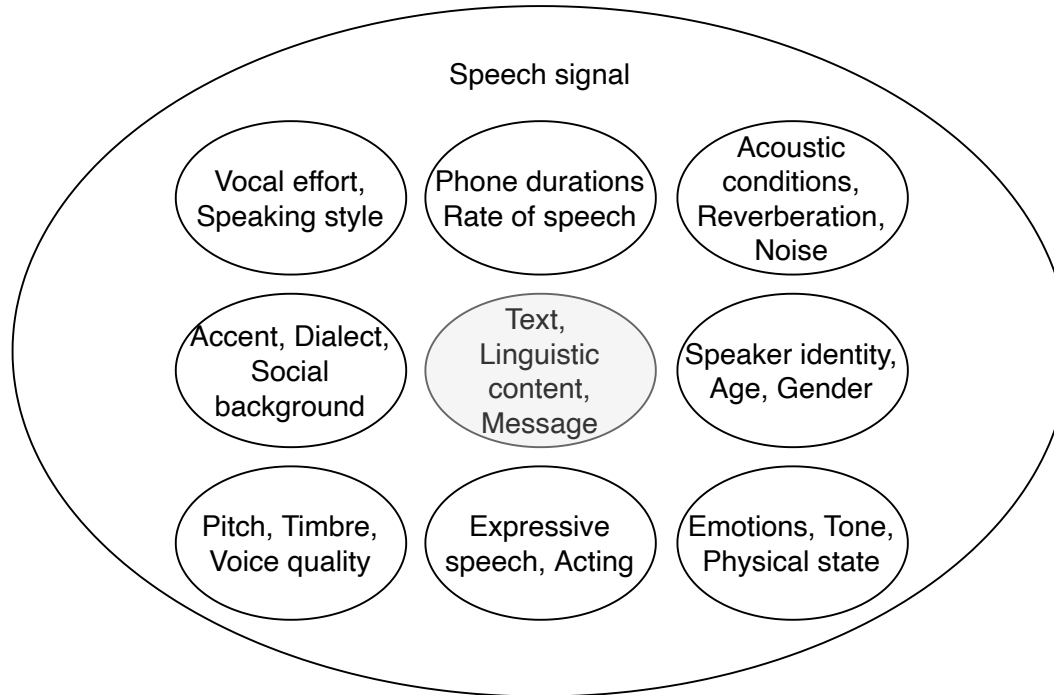 Speech signal
Vocal effort,
Speaking style
Phone durations
Rate of speech
Acoustic
conditions,
Reverberation,
Noise
Accent, Dialect,
Social
background
Text,
Linguistic
content,
Message
Speaker identity,
Age, Gender
Pitch, Timbre,
Voice quality
Expressive
speech, Acting
Emotions, Tone,
Physical state